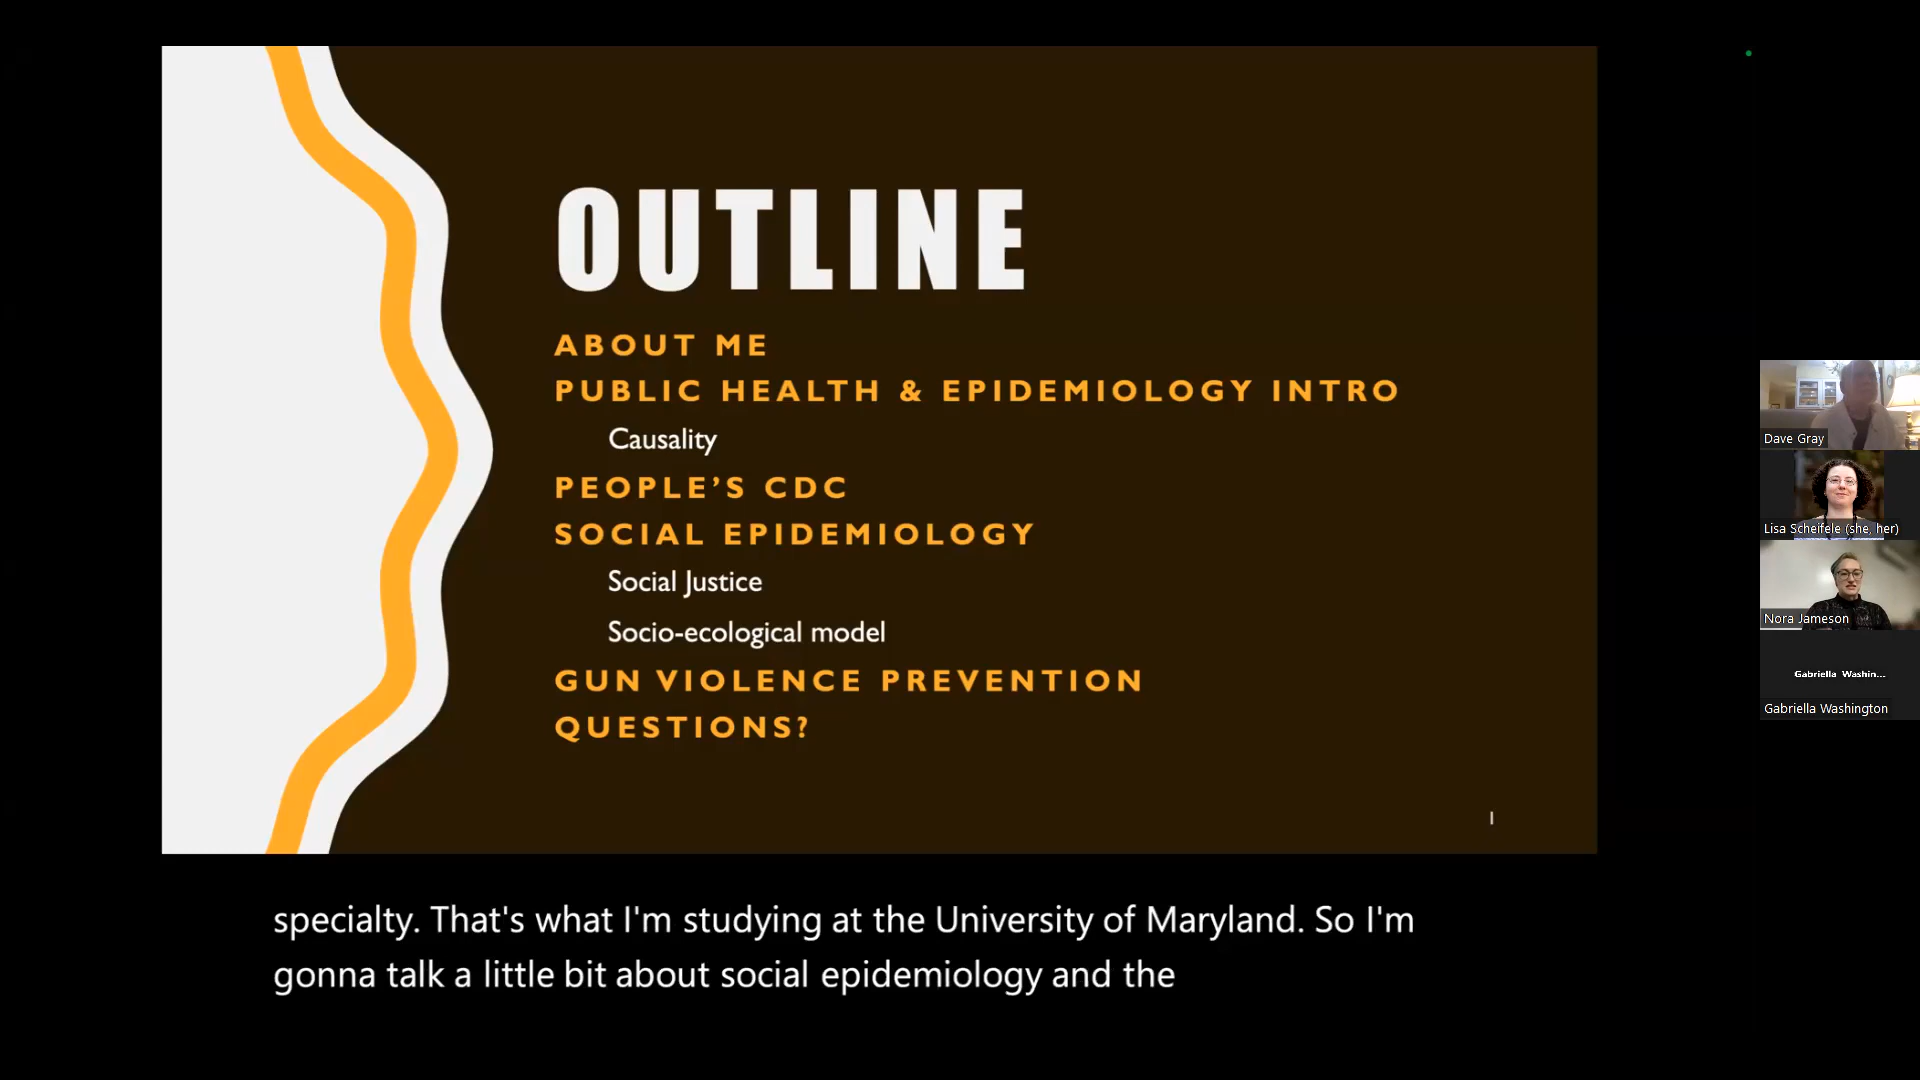 OUTLINE
ABOUT ME
PUBLIC HEALTH & EPIDEMIOLOGY INTRO
Causality
PEOPLE’S CDC
SOCIAL EPIDEMIOLOGY
Social Justice
Socio-ecological model
GUN VIOLENCE PREVENTION
QUESTIONS?
1
specialty. That's what I'm studying at the University of Maryland. So I'm
gonna talk a little bit about social epidemiology and the
Dave Gray
Lisa Scheifele (she, her)
Nora Jameson
Gabriella Washin...
Gabriella Washington